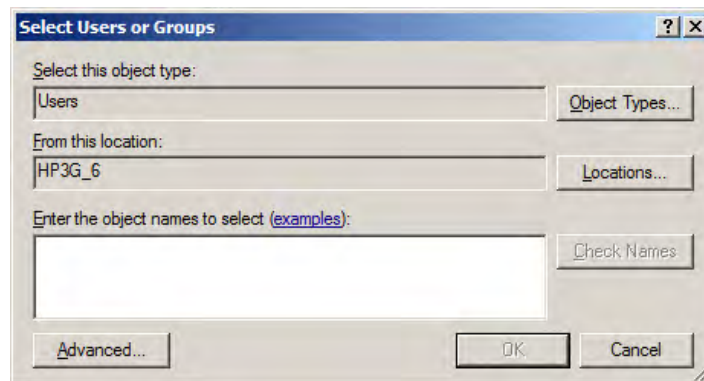 Select Users or Groups
Select this object type:
Users
Object Types...
From this location:
HP3G_6
Locations...
Enter the object names to select (examples):
Check Names
Advanced...
OK
Cancel